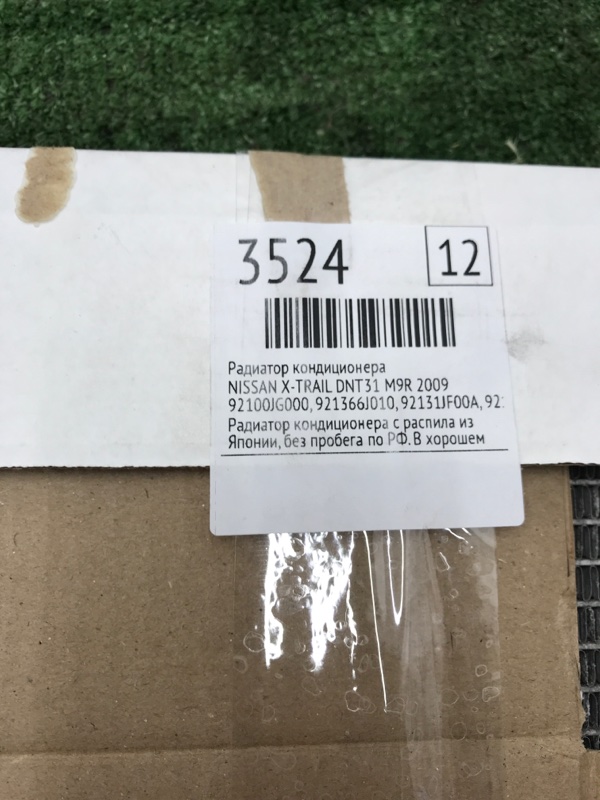 3524 12
Радиатор кондиционера
NISSAN X-TRAIL DNT31 M9R 2009
92100JG000, 921366J010, 92131JF00A, 92
Радиатор кондиционера с распила из
Японии, без пробега по РФ. В хорошем